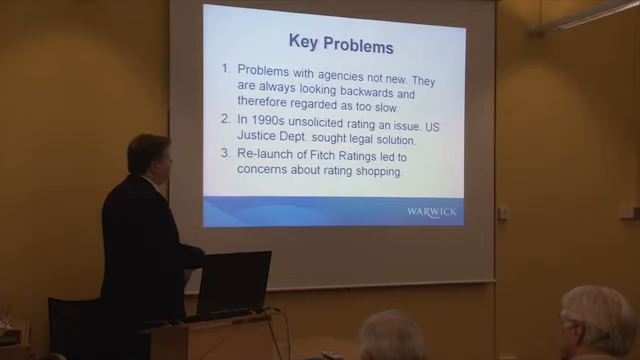 Key Problems
1. Problems with agencies not new. They
are always looking backwards and
therefore regarded as too slow.
2. In 1990s unsolicited rating an issue. US
Justice Dept. sought legal solution.
3. Re-launch of Fitch Ratings led to
concerns about rating shopping.
WARWICK